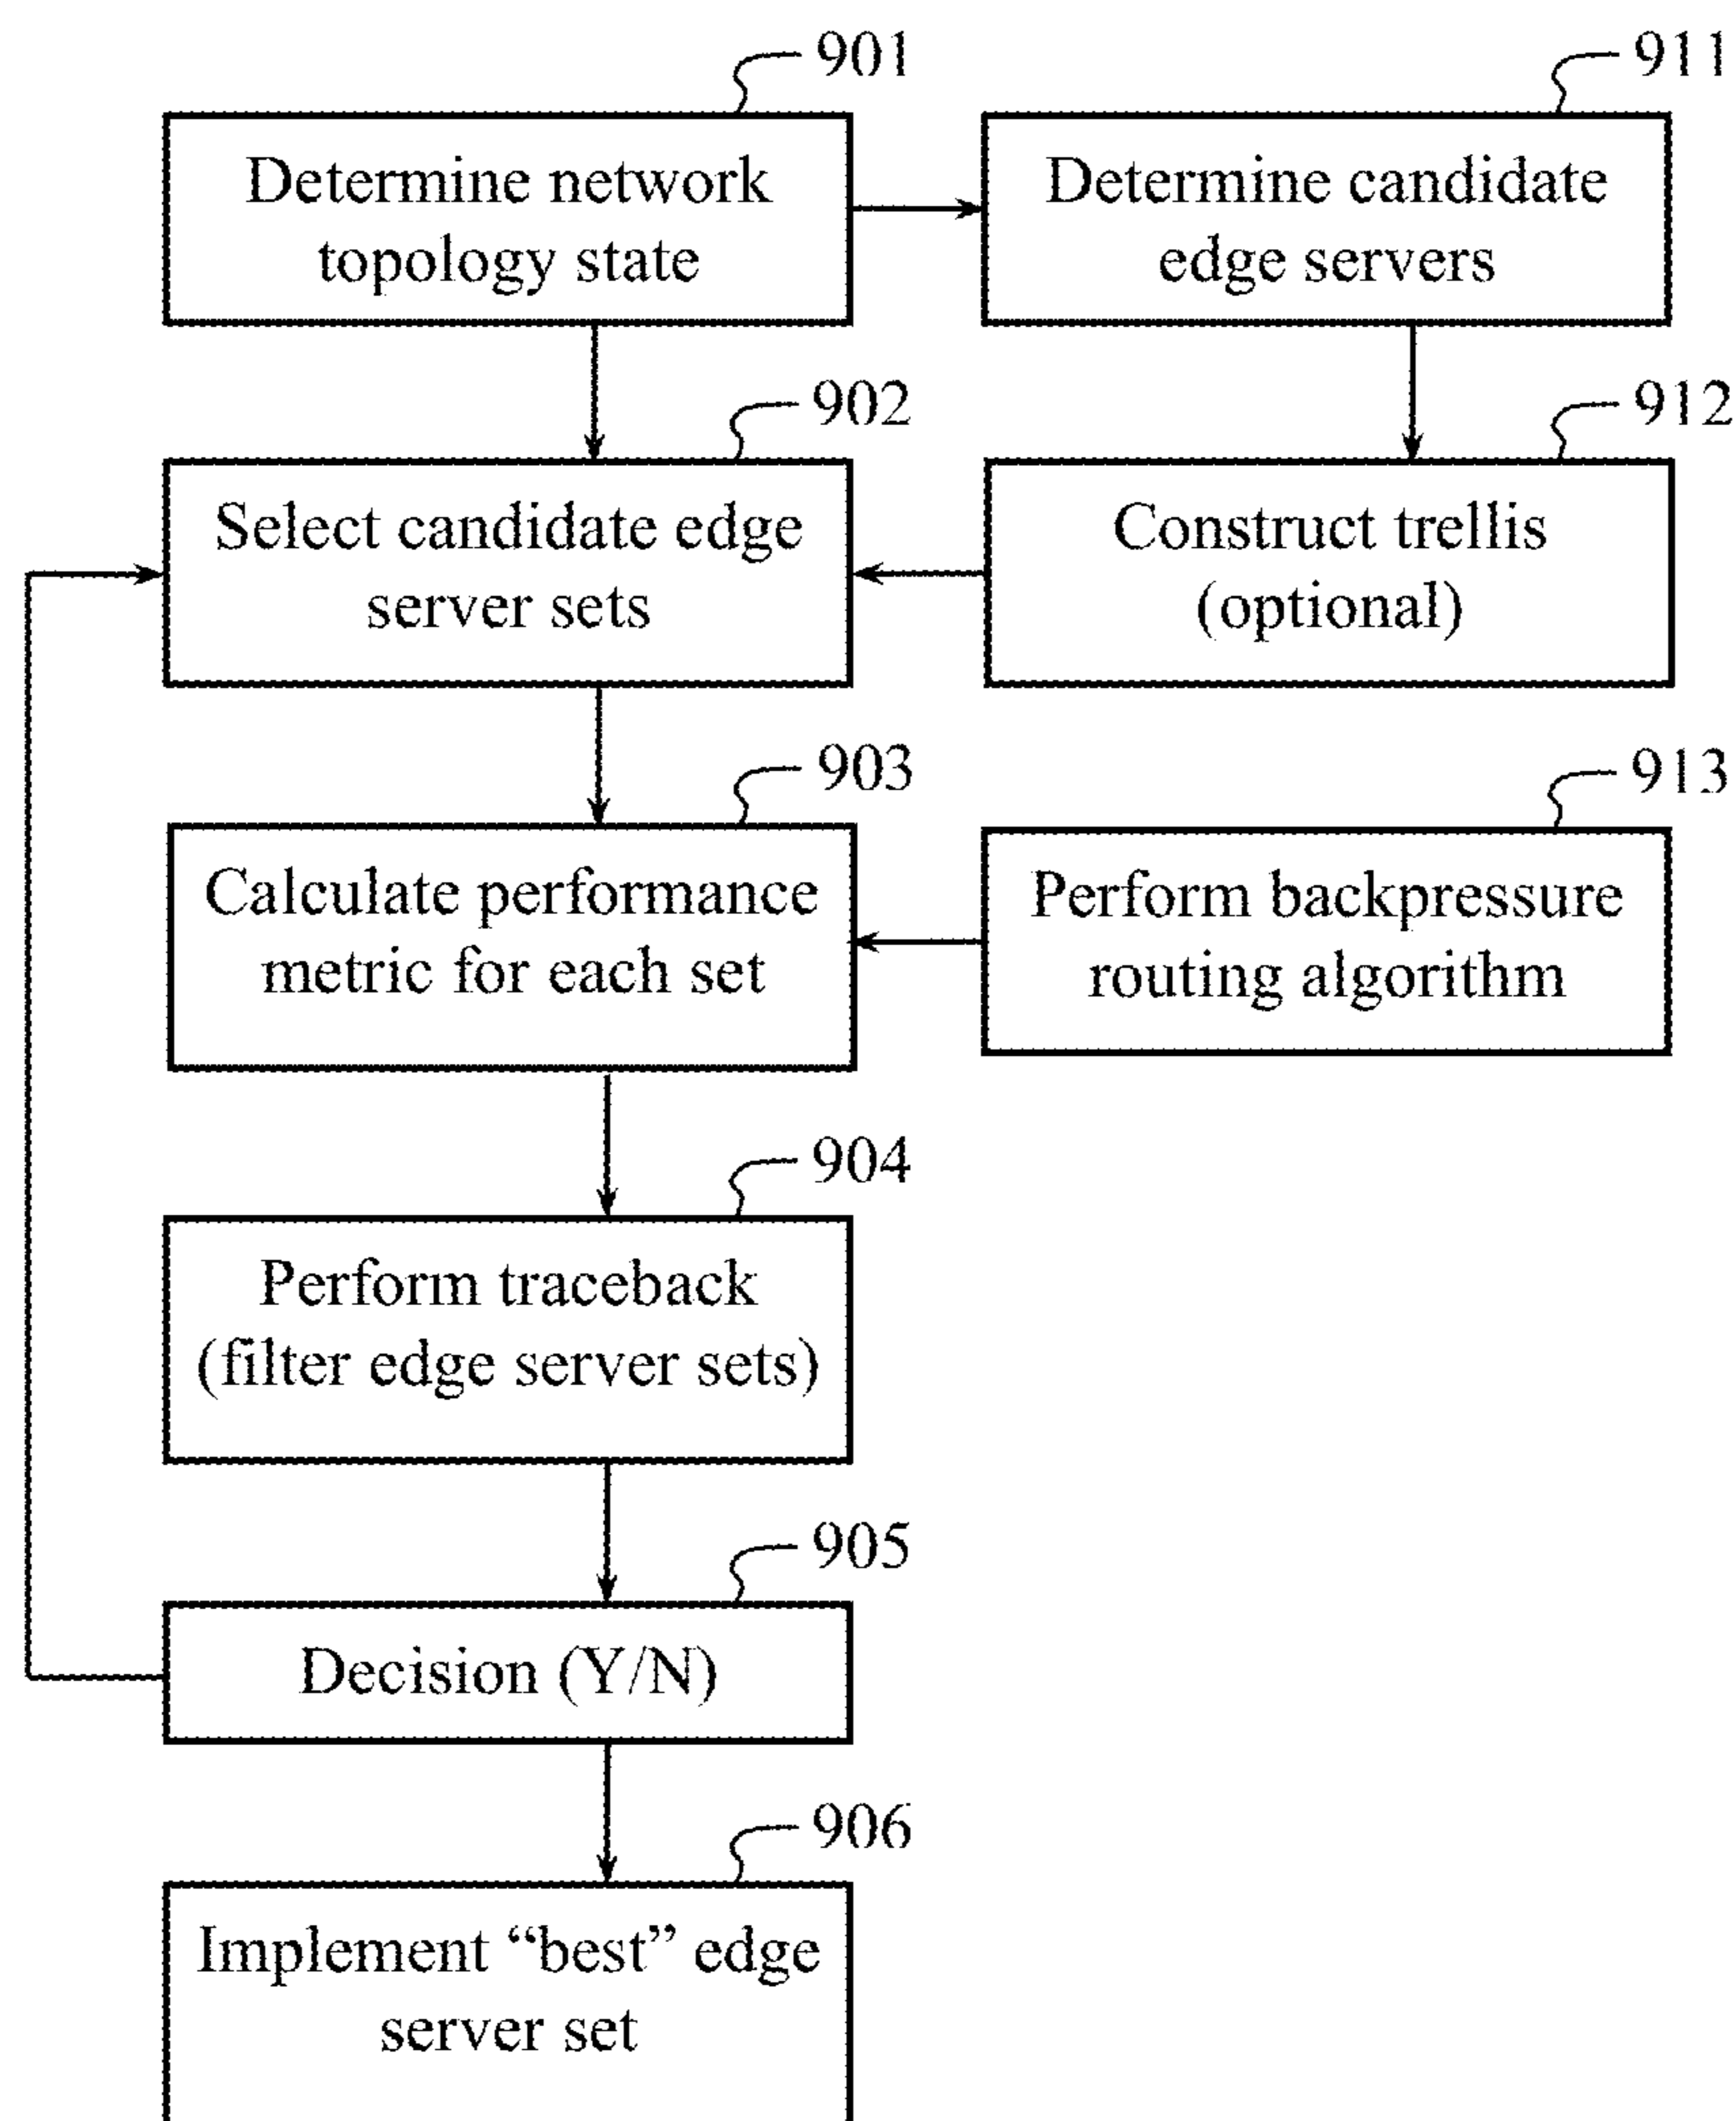 901
Determine network
topology state
911
Determine candidate
edge servers
902
Select candidate edge
server sets
912
Construct trellis
(optional)
903
Calculate performance
metric for each set
913
Perform backpressure
routing algorithm
904
Perform traceback
(filter edge server sets)
905
Decision (Y/N)
906
Implement “best” edge
server set